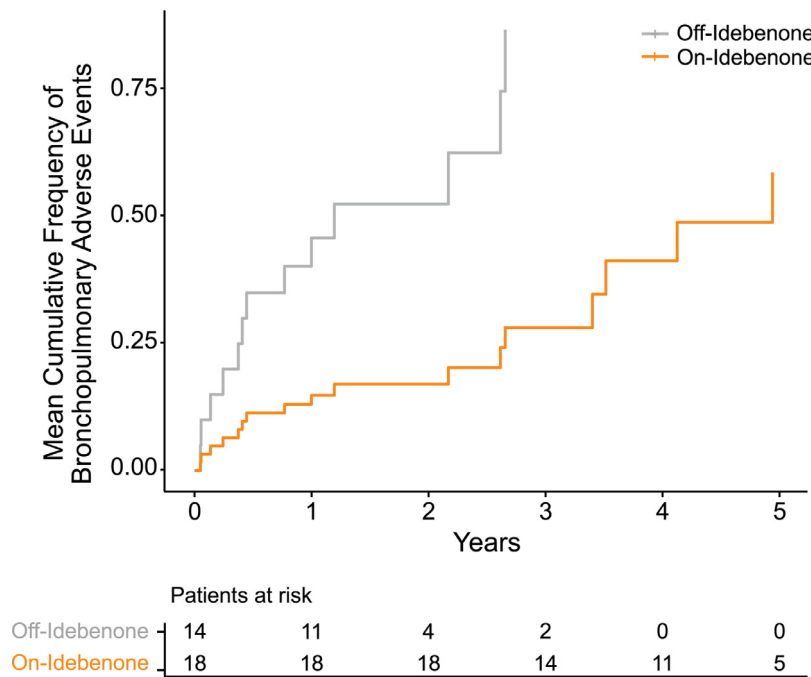 Off-Idebenone
On-Idebenone
Mean Cumulative Frequency of
Bronchopulmonary Adverse Events
0.75
0.50
0.25
0.00
0 1 2 3 4 5
Years
Patients at risk
Off-Idebenone 14 11 4 2 0 0
On-Idebenone 18 18 18 14 11 5